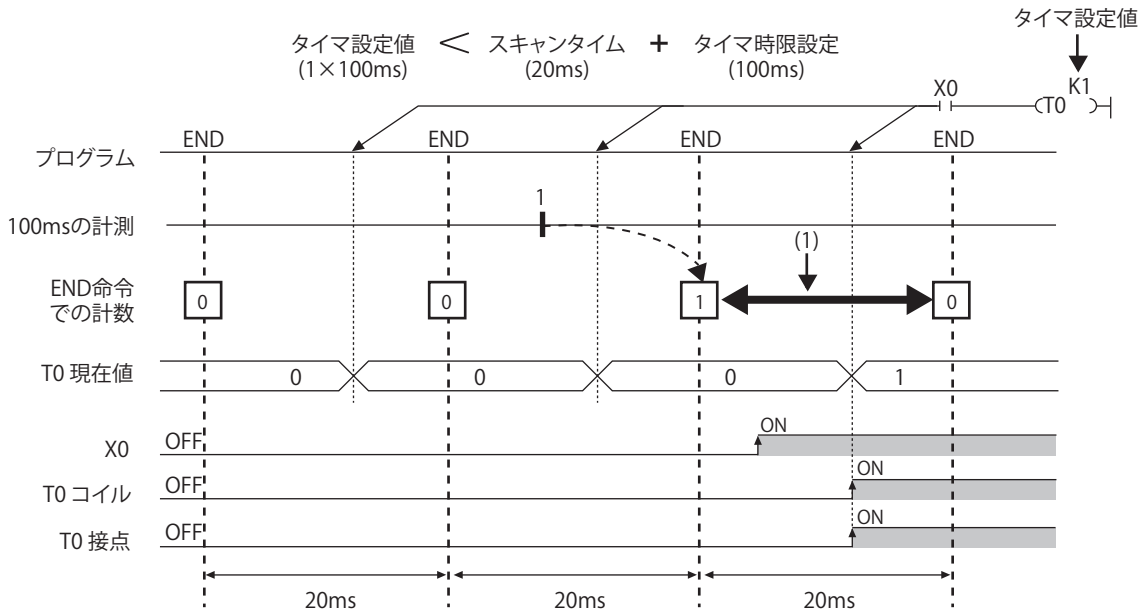 タイマ設定値
タイマ設定値 < スキャンタイム + タイマ時限設定
(1×100ms) (20ms) (100ms)
X0 K1
T0
END END END END
プログラム
1
100msの計測
(1)
END命令
での計数
0 0 1 0
T0 現在値 0 0 0 1
ON
X0 OFF
ON
T0 コイル OFF
ON
T0 接点 OFF
20ms 20ms 20ms